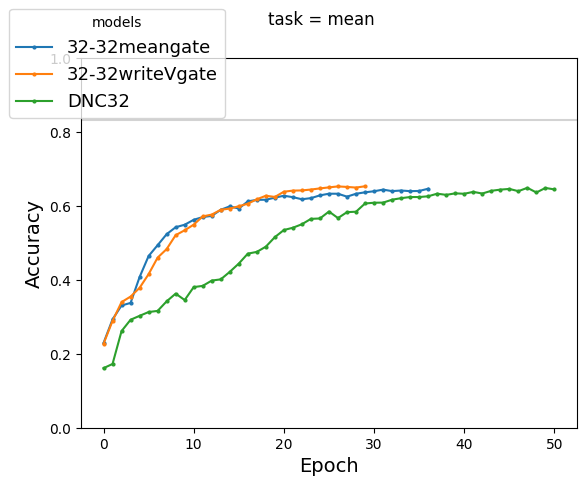 task = mean
models
32-32meangate
32-32writeVgate
DNC32
1.0
0.8
0.6
0.4
0.2
0.0
Accuracy
0 10 20 30 40 50
Epoch